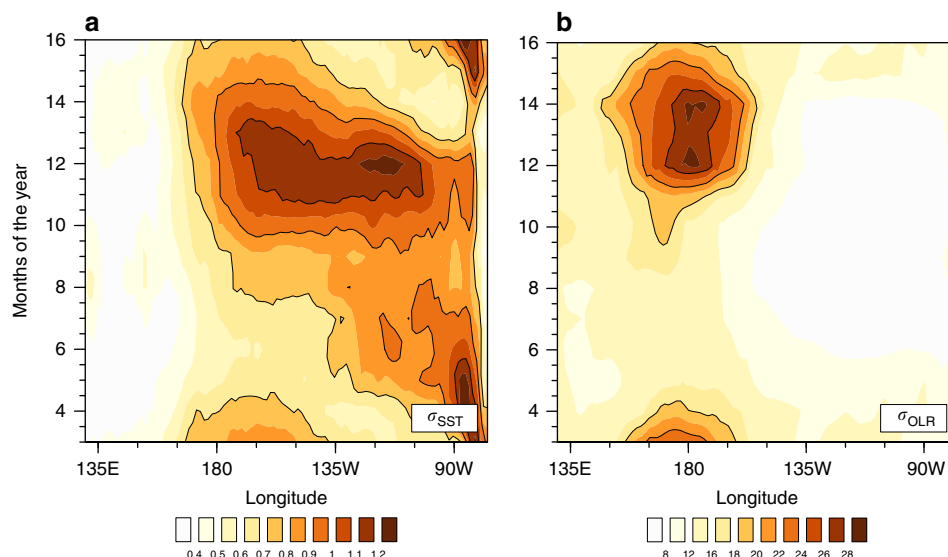 a
b
Months of the year
16
14
12
10
8
6
4
σSST
135E 180 135W 90W
Longitude
0.4 0.5 0.6 0.7 0.8 0.9 1 1.1 1.2
16
14
12
10
8
6
4
σOLR
135E 180 135W 90W
Longitude
8 12 16 18 20 22 24 26 28